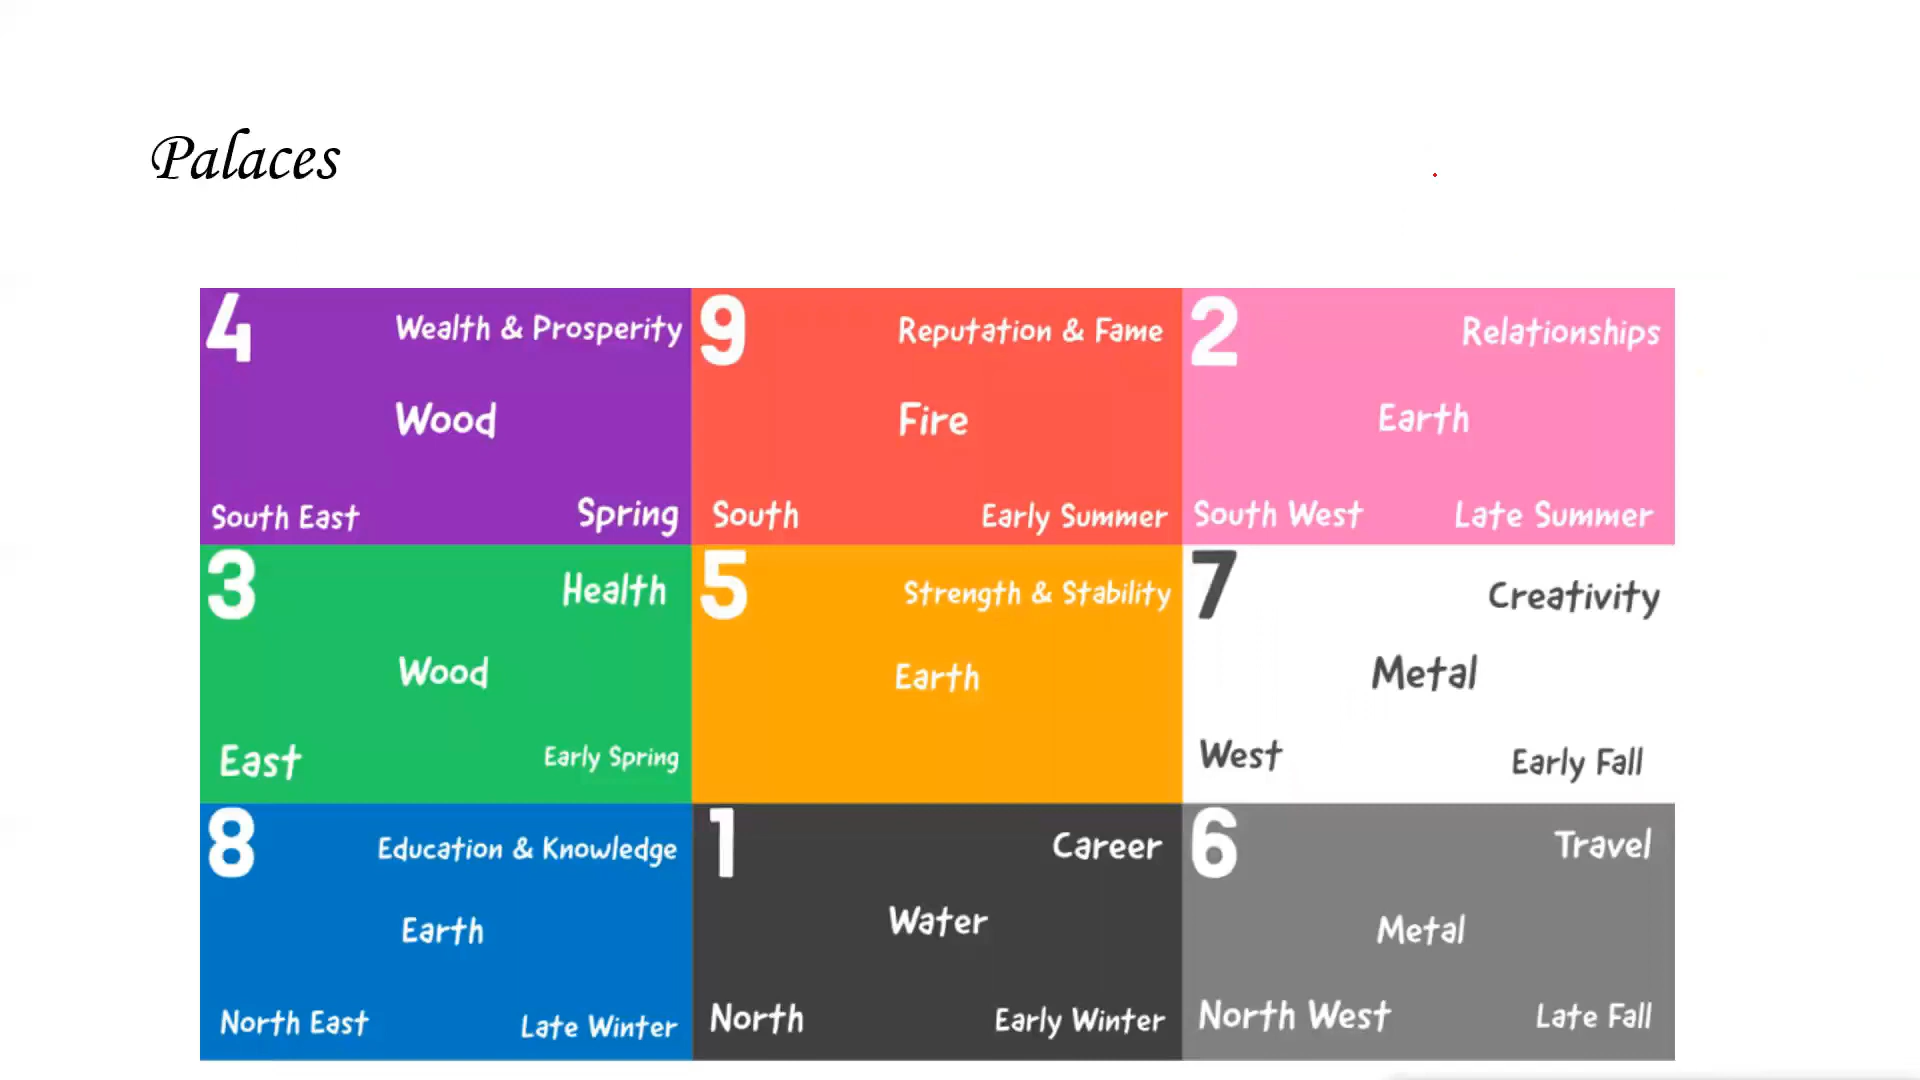 Palaces
4 Wealth & Prosperity
Wood
South East Spring
9 Reputation & Fame
Fire
South Early Summer
2 Relationships
Earth
South West Late Summer
3 Health
Wood
East Early Spring
5 Strength & Stability
Earth
7 Creativity
Metal
West Early Fall
8 Education & Knowledge
Earth
North East Late Winter
1 Career
Water
North Early Winter
6 Travel
Metal
North West Late Fall